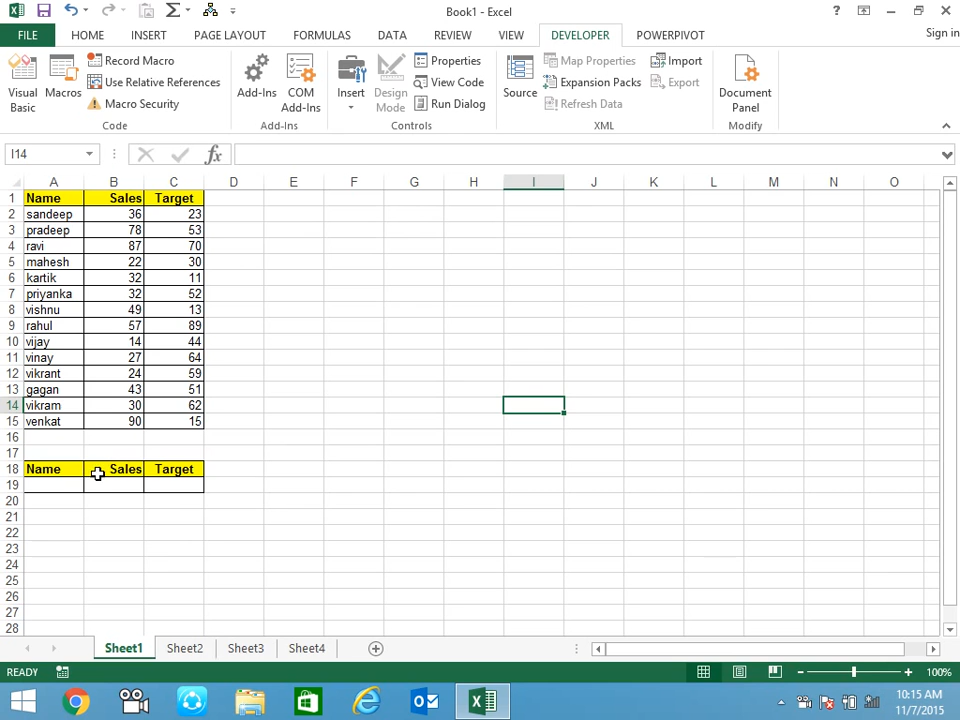 Book1 - Excel
?
Sign in
FILE HOME INSERT PAGE LAYOUT FORMULAS DATA REVIEW VIEW DEVELOPER POWERPIVOT
Visual Basic
Macros
Record Macro
Use Relative References
Macro Security
Code
Add-Ins
COM Add-Ins
Add-Ins
Insert
Design Mode
Properties
View Code
Run Dialog
Controls
Source
Map Properties
Expansion Packs
Refresh Data
Import
Export
XML
Document Panel
Modify
I14
fx
A B C D E F G H I J K L M N O
1 Name Sales Target
2 sandeep 36 23
3 pradeep 78 53
4 ravi 87 70
5 mahesh 22 30
6 kartik 32 11
7 priyanka 32 52
8 vishnu 49 13
9 rahul 57 89
10 vijay 14 44
11 vinay 27 64
12 vikrant 24 59
13 gagan 43 51
14 vikram 30 62
15 venkat 90 15
16
17
18 Name Sales Target
19
20
21
22
23
24
25
26
27
28
Sheet1 Sheet2 Sheet3 Sheet4
READY
100%
10:15 AM
11/7/2015